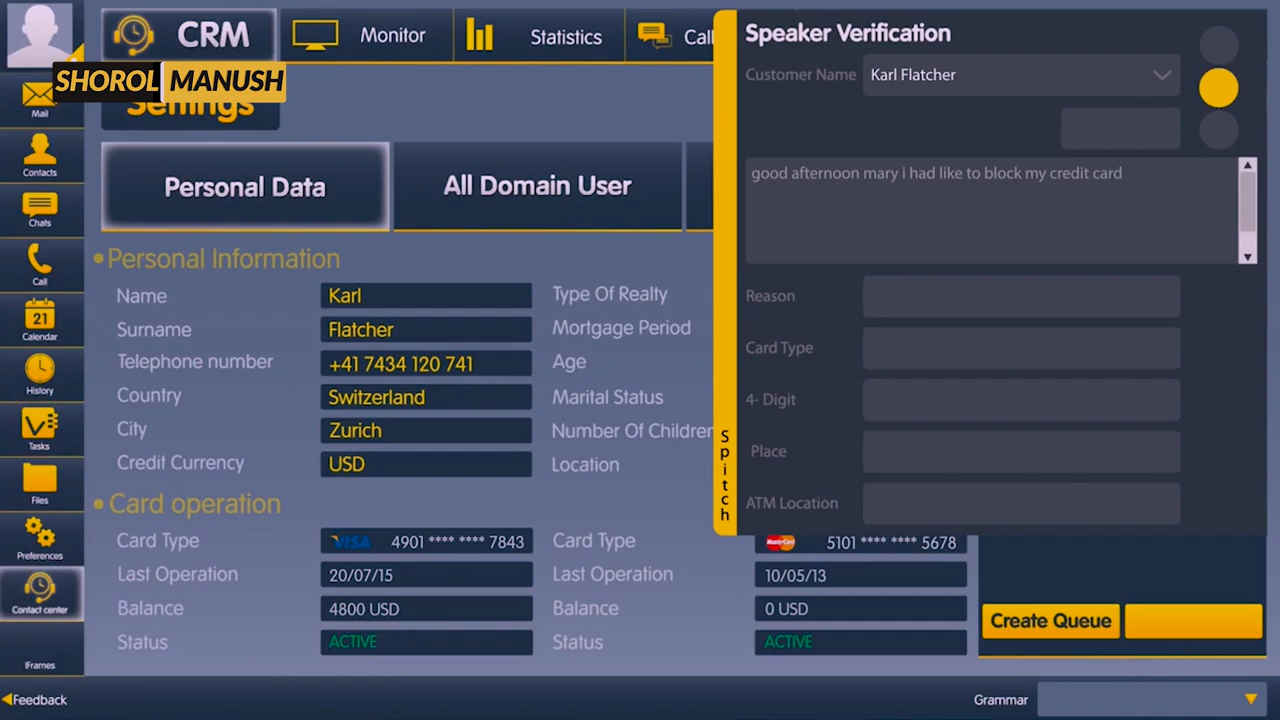 CRM
Monitor
Statistics
Call
SHOROL MANUSH
Settings
Mail
Contacts
Chats
Call
21
Calendar
History
Tasks
Files
Preferences
Contact center
IFrames
Feedback
Personal Data
All Domain User
Personal Information
Name Karl
Surname Flatcher
Telephone number +41 7434 120 741
Country Switzerland
City Zurich
Credit Currency USD
Type Of Realty
Mortgage Period
Age
Marital Status
Number Of Children
Location
Card operation
Card Type VISA 4901 **** **** 7843
Last Operation 20/07/15
Balance 4800 USD
Status ACTIVE
Card Type MasterCard 5101 **** **** 5678
Last Operation 10/05/13
Balance 0 USD
Status ACTIVE
Spitch
Speaker Verification
Customer Name Karl Flatcher
good afternoon mary i had like to block my credit card
Reason
Card Type
4- Digit
Place
ATM Location
Create Queue
Grammar